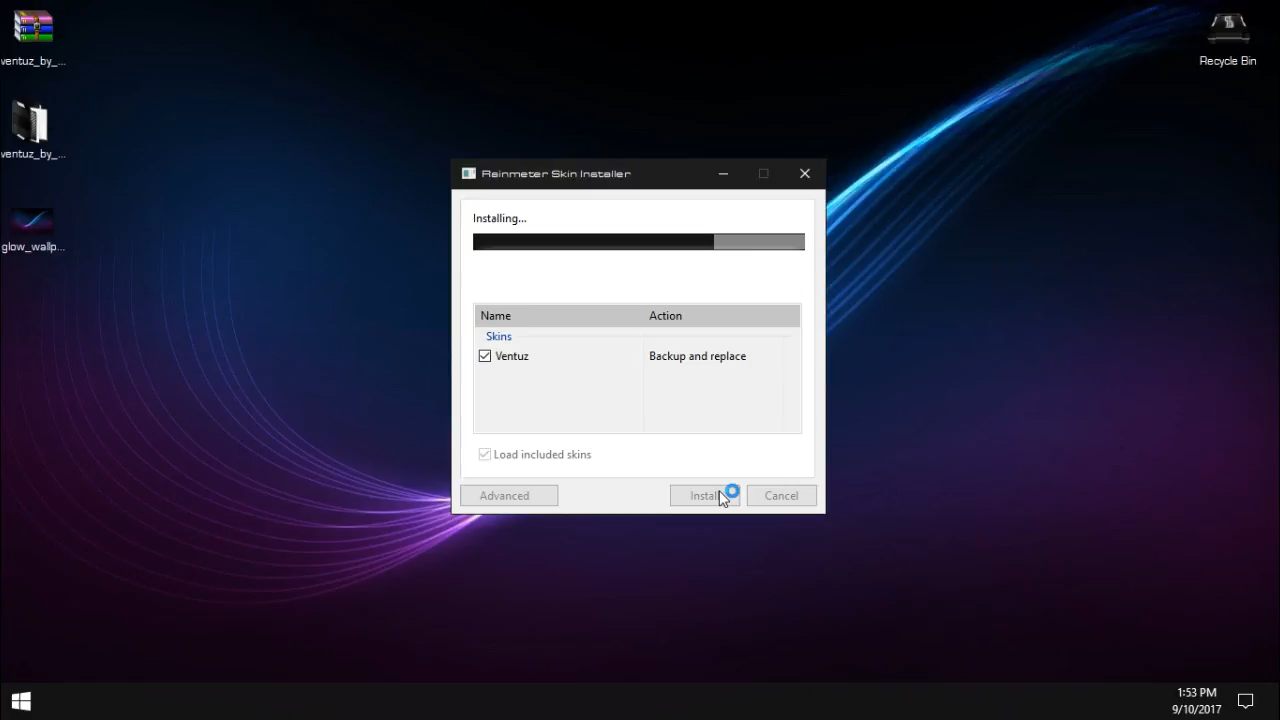 ventuz_by_...
Recycle Bin
ventuz_by_...
glow_wallp...
Rainmeter Skin Installer
Installing...
Name Action
Skins
Ventuz Backup and replace
Load included skins
Advanced Install Cancel
1:53 PM
9/10/2017